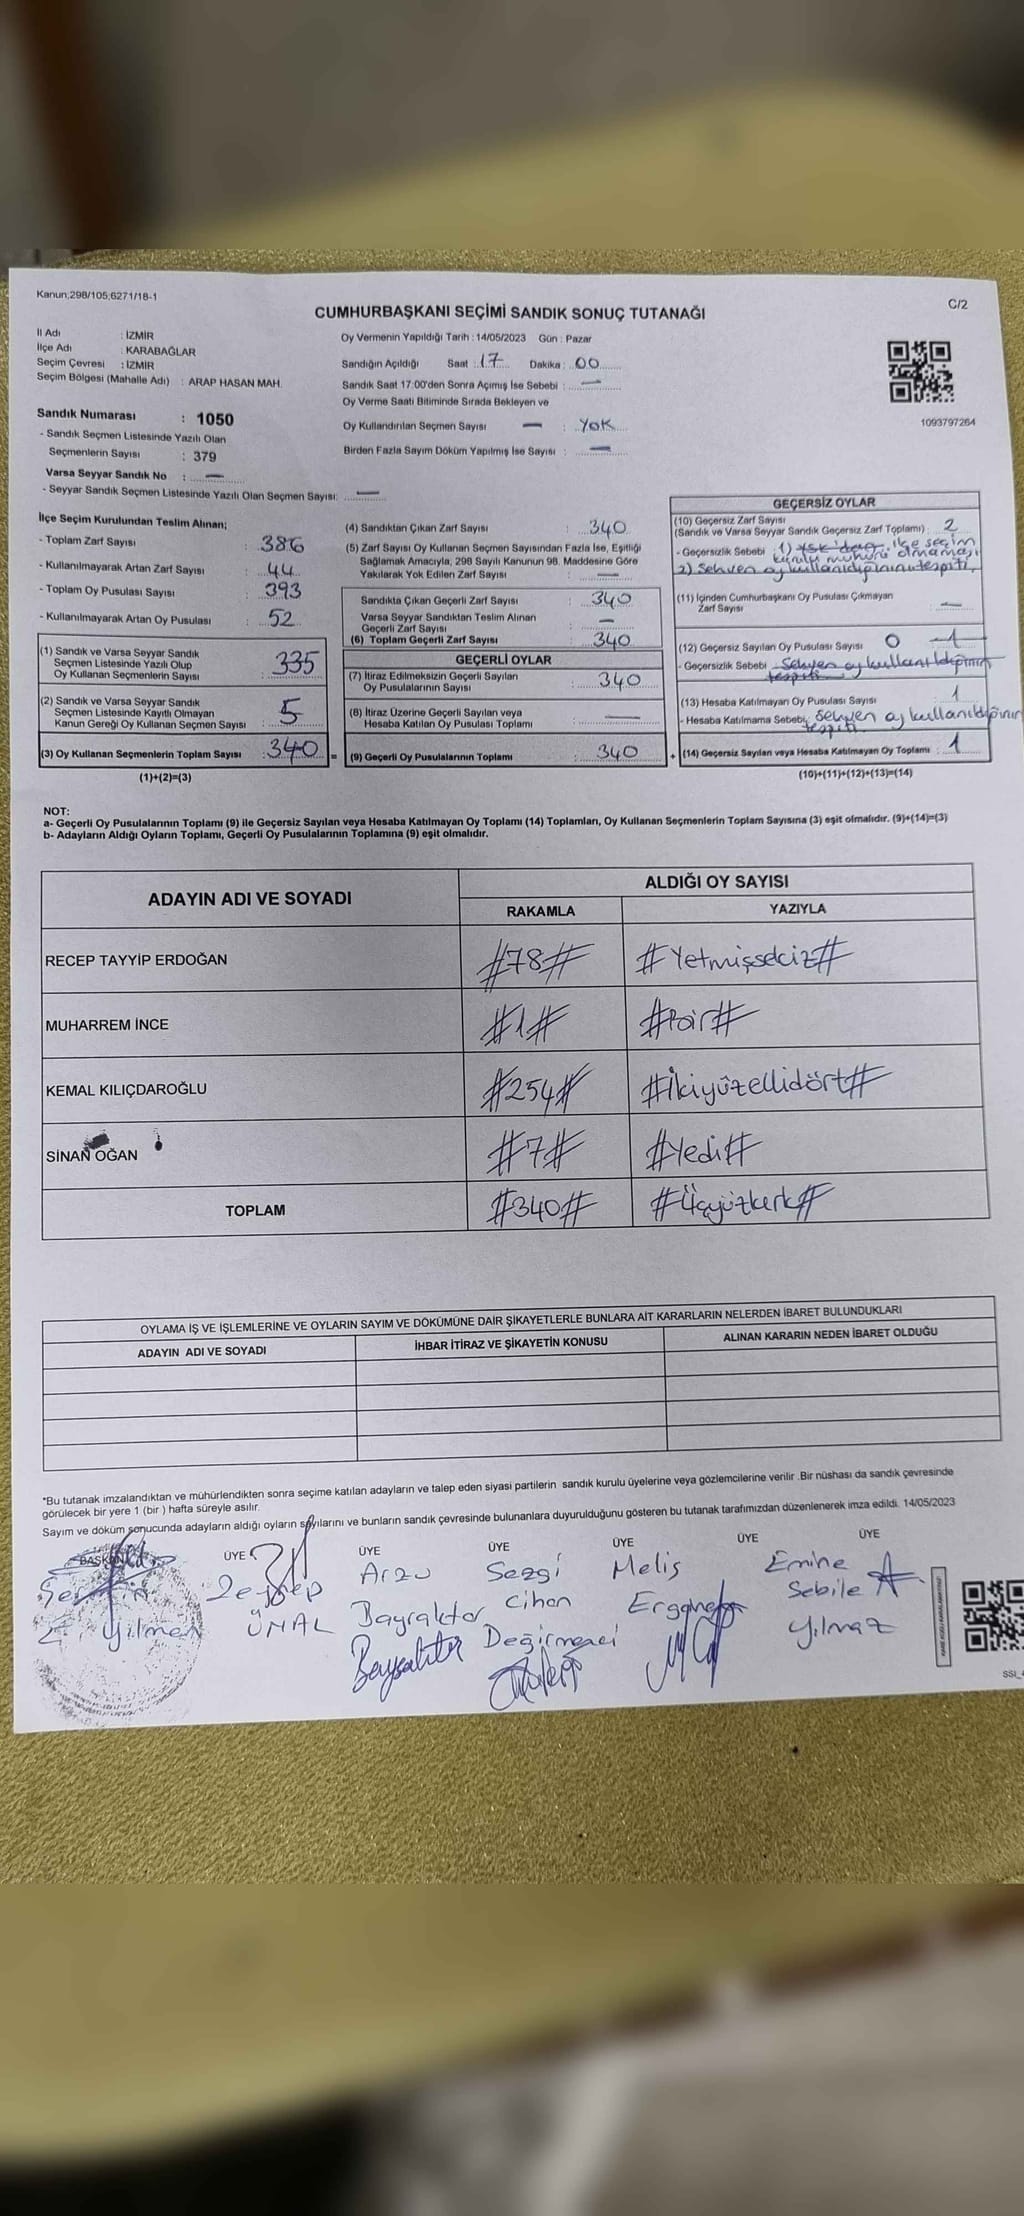 Kanun;298/105;6271/18-1
C/2
CUMHURBAŞKANI SEÇİMİ SANDIK SONUÇ TUTANAĞI
İl Adı : İZMİR
İlçe Adı : KARABAĞLAR
Seçim Çevresi : İZMİR
Seçim Bölgesi (Mahalle Adı) : ARAP HASAN MAH.
Sandık Numarası : 1050
- Sandık Seçmen Listesinde Yazılı Olan
Seçmenlerin Sayısı : 379
Varsa Seyyar Sandık No : —
- Seyyar Sandık Seçmen Listesinde Yazılı Olan Seçmen Sayısı: —
Oy Vermenin Yapıldığı Tarih : 14/05/2023 Gün : Pazar
Sandığın Açıldığı Saat : 17 Dakika : 00
Sandık Saat 17:00'den Sonra Açımış İse Sebebi : —
Oy Verme Saati Bitiminde Sırada Bekleyen ve
Oy Kullandırılan Seçmen Sayısı — : Yok
Birden Fazla Sayım Döküm Yapılmış İse Sayısı : —
1093797264
İlçe Seçim Kurulundan Teslim Alınan;
- Toplam Zarf Sayısı : 386
- Kullanılmayarak Artan Zarf Sayısı : 44
- Toplam Oy Pusulası Sayısı : 393
- Kullanılmayarak Artan Oy Pusulası : 52
(1) Sandık ve Varsa Seyyar Sandık
Seçmen Listesinde Yazılı Olup
Oy Kullanan Seçmenlerin Sayısı : 335
(2) Sandık ve Varsa Seyyar Sandık
Seçmen Listesinde Kayıtlı Olmayan
Kanun Gereği Oy Kullanan Seçmen Sayısı : 5
(3) Oy Kullanan Seçmenlerin Toplam Sayısı : 340 =
(1)+(2)=(3)
(4) Sandıktan Çıkan Zarf Sayısı : 340
(5) Zarf Sayısı Oy Kullanan Seçmen Sayısından Fazla İse, Eşitliği
Sağlamak Amacıyla, 298 Sayılı Kanunun 98. Maddesine Göre
Yakılarak Yok Edilen Zarf Sayısı : —
Sandıkta Çıkan Geçerli Zarf Sayısı : 340
Varsa Seyyar Sandıktan Teslim Alınan
Geçerli Zarf Sayısı : —
(6) Toplam Geçerli Zarf Sayısı : 340
GEÇERLİ OYLAR
(7) İtiraz Edilmeksizin Geçerli Sayılan
Oy Pusulalarının Sayısı : 340
(8) İtiraz Üzerine Geçerli Sayılan veya
Hesaba Katılan Oy Pusulası Toplamı : —
(9) Geçerli Oy Pusulalarının Toplamı : 340 +
GEÇERSİZ OYLAR
(10) Geçersiz Zarf Sayısı
(Sandık ve Varsa Seyyar Sandık Geçersiz Zarf Toplamı) : 2
- Geçersizlik Sebebi : 1) ilçe seçim
kurulu mühürü olmaması
2) Sehven oy kullanıldığının tespiti
(11) İçinden Cumhurbaşkanı Oy Pusulası Çıkmayan
Zarf Sayısı : —
(12) Geçersiz Sayılan Oy Pusulası Sayısı : 0 1
- Geçersizlik Sebebi : Sehven oy kullanıldığının
tespiti
(13) Hesaba Katılmayan Oy Pusulası Sayısı : 1
- Hesaba Katılmama Sebebi: Sehven oy kullanıldığının
tespiti
(14) Geçersiz Sayılan veya Hesaba Katılmayan Oy Toplamı : 1
(10)+(11)+(12)+(13)=(14)
NOT:
a- Geçerli Oy Pusulalarının Toplamı (9) ile Geçersiz Sayılan veya Hesaba Katılmayan Oy Toplamı (14) Toplamları, Oy Kullanan Seçmenlerin Toplam Sayısına (3) eşit olmalıdır. (9)+(14)=(3)
b- Adayların Aldığı Oyların Toplamı, Geçerli Oy Pusulalarının Toplamına (9) eşit olmalıdır.
ADAYIN ADI VE SOYADI
ALDIĞI OY SAYISI
RAKAMLA YAZIYLA
RECEP TAYYİP ERDOĞAN #78# #Yetmişsekiz#
MUHARREM İNCE #1# #Bir#
KEMAL KILIÇDAROĞLU #254# #İkiyüzellidört#
SİNAN OĞAN #7# #Yedi#
TOPLAM #340# #Üçyüzkırk#
OYLAMA İŞ VE İŞLEMLERİNE VE OYLARIN SAYIM VE DÖKÜMÜNE DAİR ŞİKAYETLERLE BUNLARA AİT KARARLARIN NELERDEN İBARET BULUNDUKLARI
ADAYIN ADI VE SOYADI İHBAR İTİRAZ VE ŞİKAYETİN KONUSU ALINAN KARARIN NEDEN İBARET OLDUĞU
*Bu tutanak imzalandıktan ve mühürlendikten sonra seçime katılan adayların ve talep eden siyasi partilerin sandık kurulu üyelerine veya gözlemcilerine verilir .Bir nüshası da sandık çevresinde
görülecek bir yere 1 (bir ) hafta süreyle asılır.
Sayım ve döküm sonucunda adayların aldığı oyların sayılarını ve bunların sandık çevresinde bulunanlara duyurulduğunu gösteren bu tutanak tarafımızdan düzenlenerek imza edildi. 14/05/2023
BAŞKAN ÜYE ÜYE ÜYE ÜYE ÜYE ÜYE
Zeynep Arzu Sezgi Melis Emine
ÜNAL Bayraktar Cihan Sebile
Yılmaz Değirmenci Yılmaz